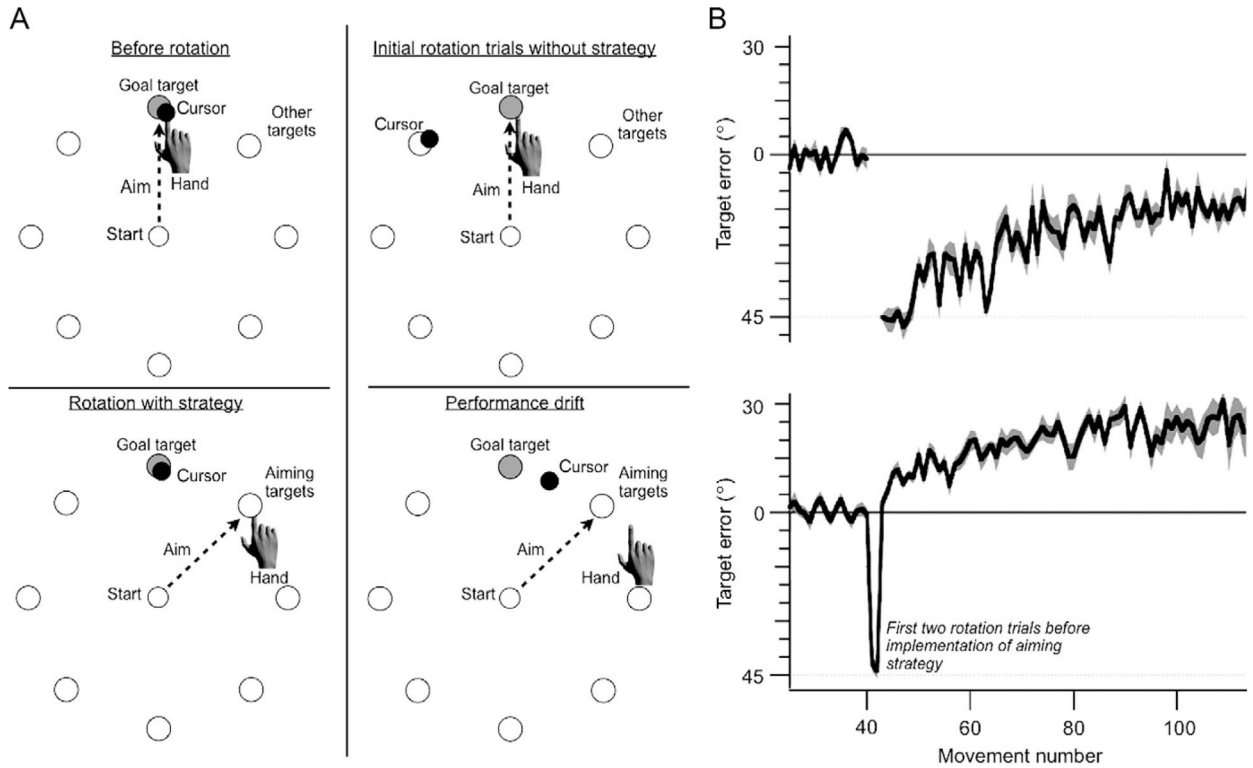 A
Before rotation
Goal target
Cursor
Other
targets
Aim
Hand
Start
Initial rotation trials without strategy
Goal target
Cursor
Other
targets
Aim
Hand
Start
Rotation with strategy
Goal target
Cursor
Aiming
targets
Aim
Hand
Start
Performance drift
Goal target
Cursor
Aiming
targets
Aim
Hand
Start
B
Target error (°)
30
0
45
Target error (°)
30
0
45
First two rotation trials before
implementation of aiming
strategy
40 60 80 100
Movement number